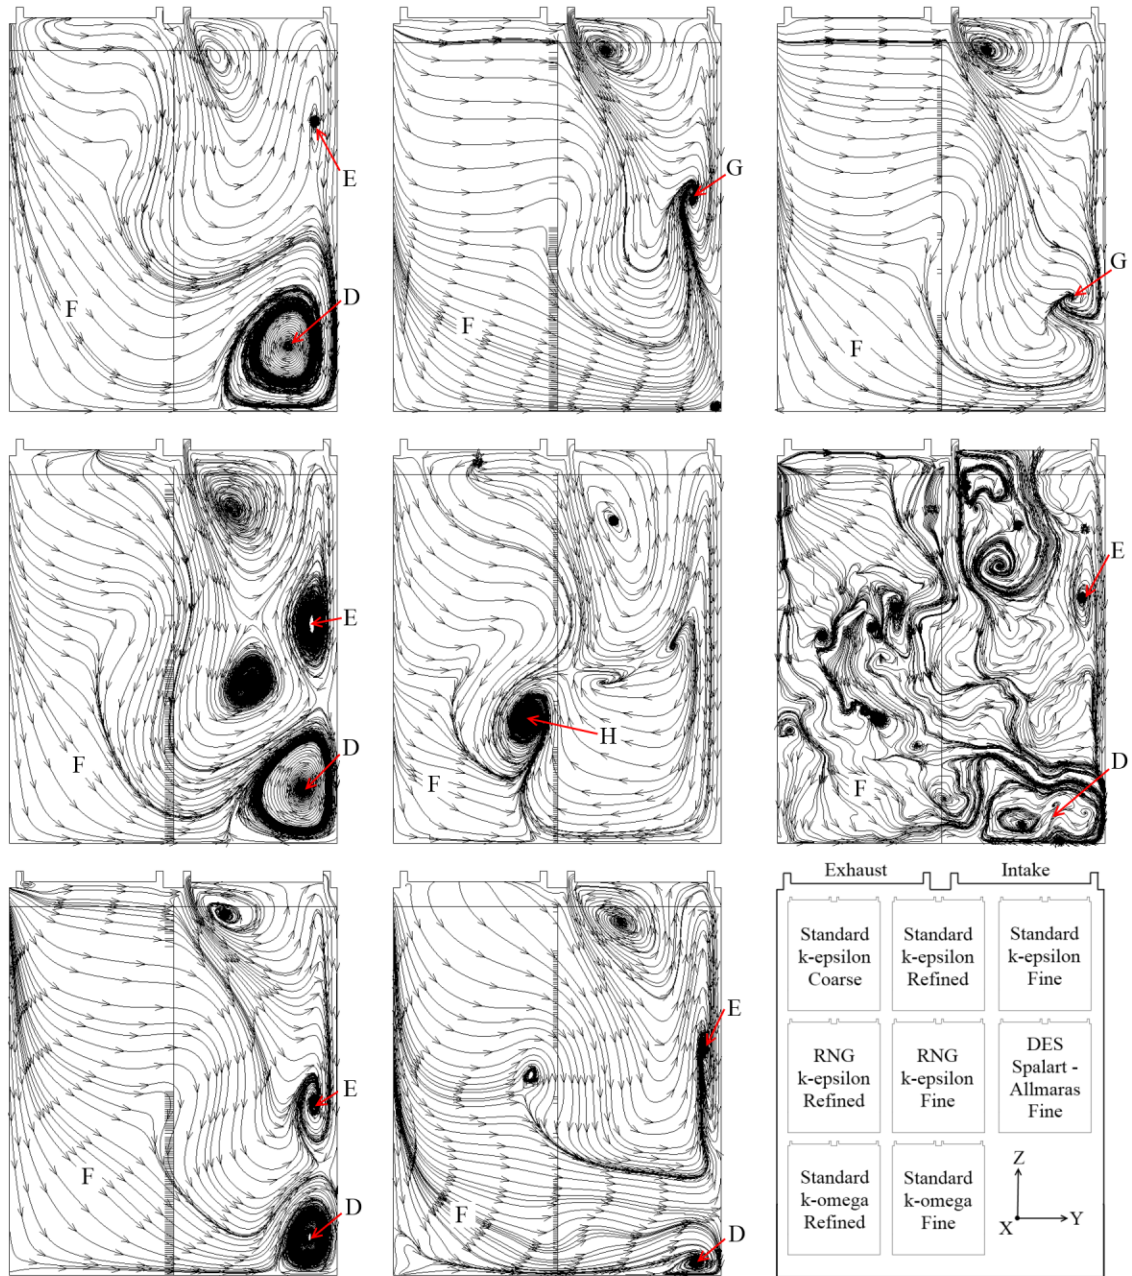 E
D
F
G
F
G
F
E
D
F
H
F
E
D
F
E
D
F
E
D
F
Exhaust Intake
Standard
k-epsilon
Coarse
Standard
k-epsilon
Refined
Standard
k-epsilon
Fine
RNG
k-epsilon
Refined
RNG
k-epsilon
Fine
DES
Spalart -
Allmaras
Fine
Standard
k-omega
Refined
Standard
k-omega
Fine
Z
X
Y